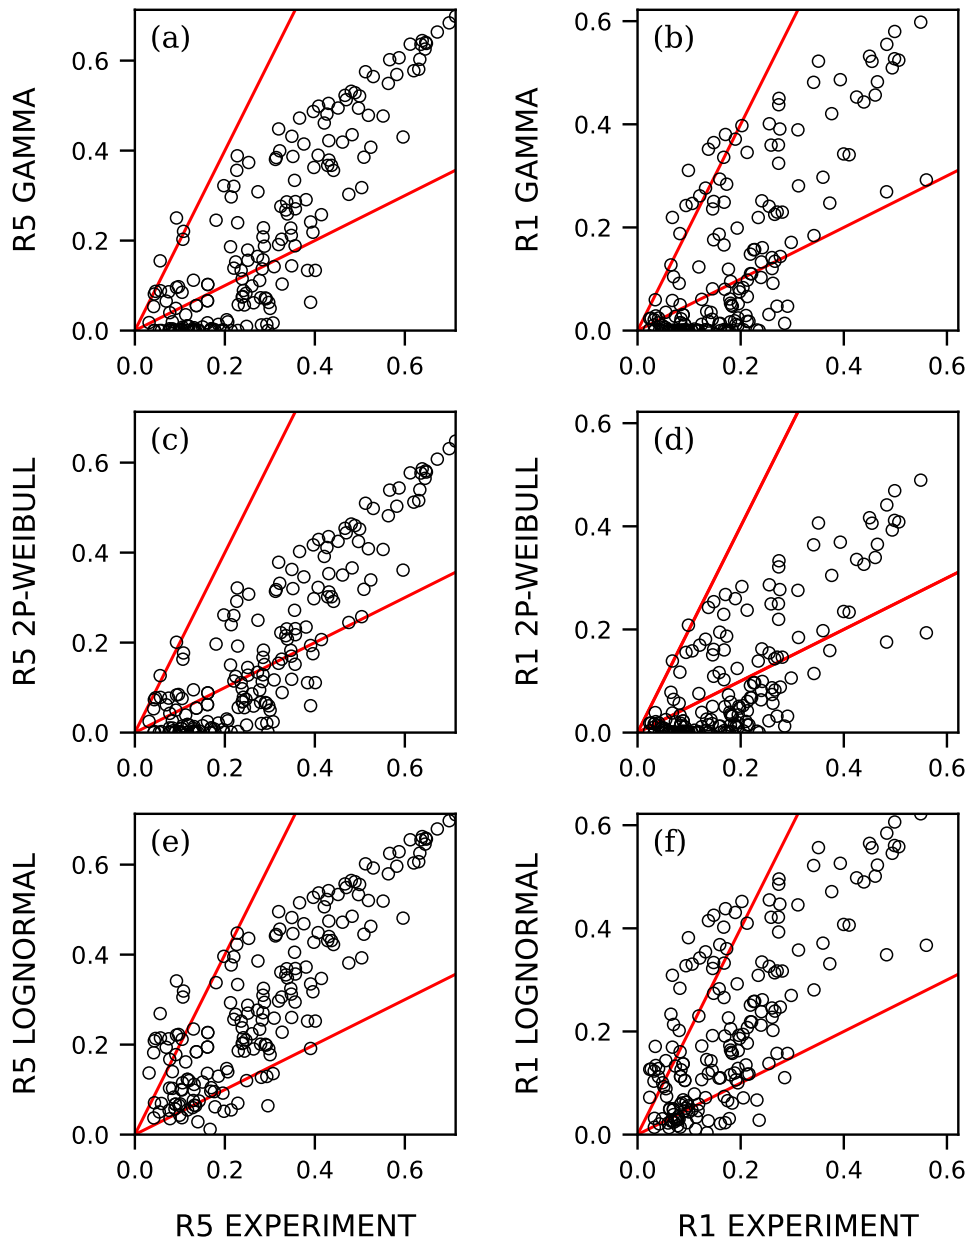 (a)
R5 GAMMA
0.6
0.4
0.2
0.0
0.0 0.2 0.4 0.6
(b)
R1 GAMMA
0.6
0.4
0.2
0.0
0.0 0.2 0.4 0.6
(c)
R5 2P-WEIBULL
0.6
0.4
0.2
0.0
0.0 0.2 0.4 0.6
(d)
R1 2P-WEIBULL
0.6
0.4
0.2
0.0
0.0 0.2 0.4 0.6
(e)
R5 LOGNORMAL
0.6
0.4
0.2
0.0
0.0 0.2 0.4 0.6
R5 EXPERIMENT
(f)
R1 LOGNORMAL
0.6
0.4
0.2
0.0
0.0 0.2 0.4 0.6
R1 EXPERIMENT